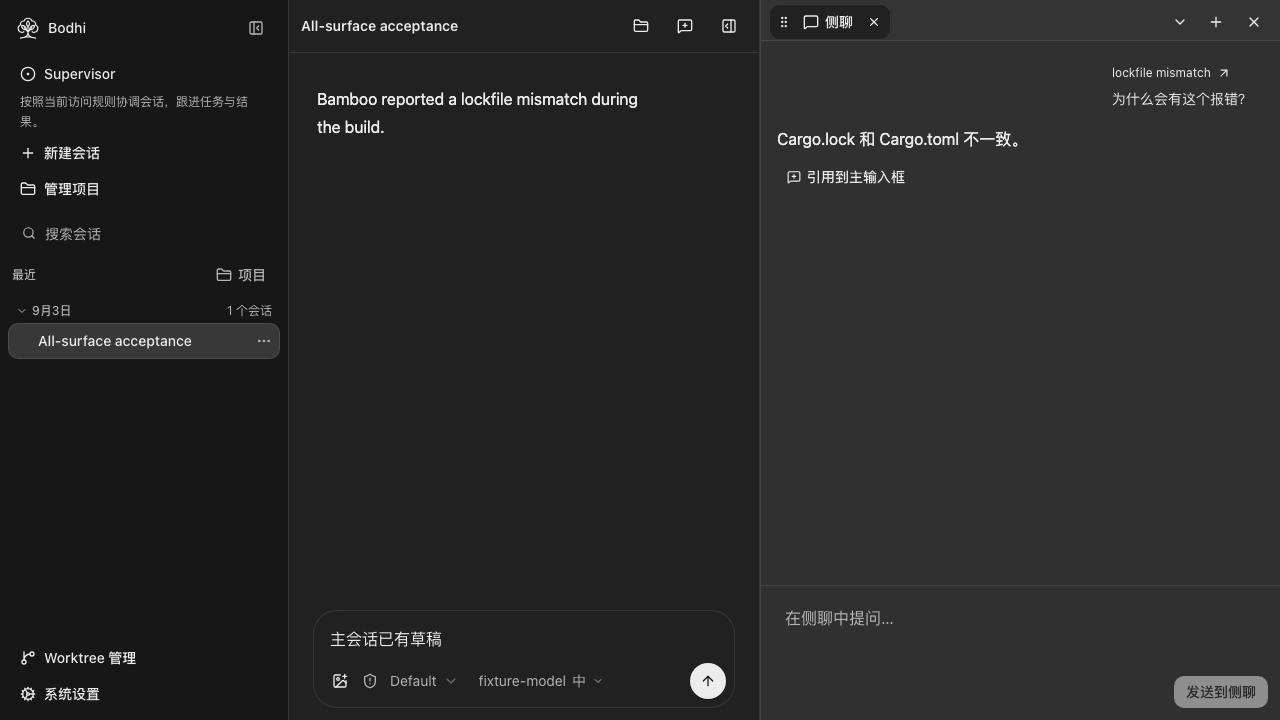 Bodhi
Supervisor
按照当前访问规则协调会话，跟进任务与结
果。
新建会话
管理项目
搜索会话
最近
项目
9月3日
1 个会话
All-surface acceptance
Worktree 管理
系统设置
All-surface acceptance
Bamboo reported a lockfile mismatch during
the build.
主会话已有草稿
Default
fixture-model 中
侧聊
lockfile mismatch
为什么会有这个报错？
Cargo.lock 和 Cargo.toml 不一致。
引用到主输入框
在侧聊中提问…
发送到侧聊